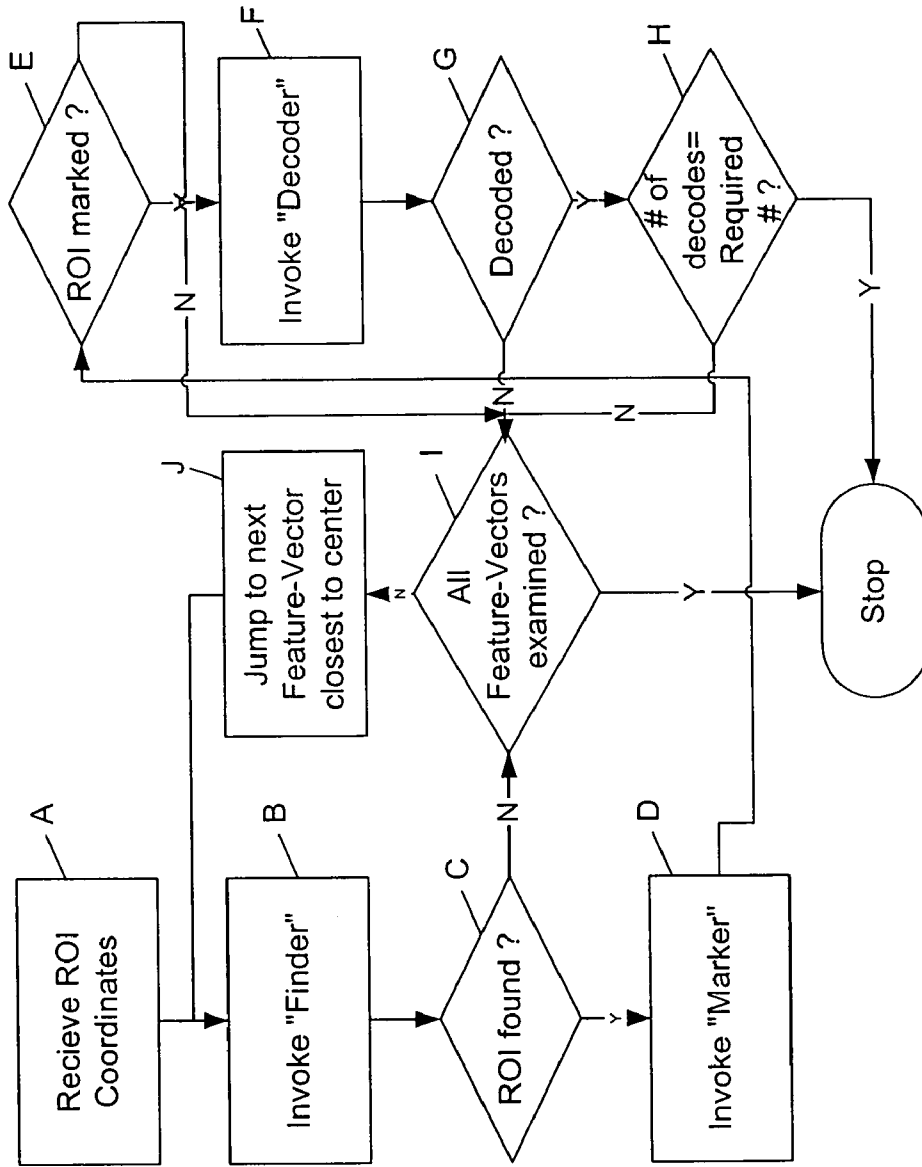 A
Recieve ROI
Coordinates
B
Invoke "Finder"
C
ROI found ?
N
Y
D
Invoke "Marker"
J
Jump to next
Feature-Vector
closest to center
N
I
All
Feature-Vectors
examined ?
Y
Stop
E
ROI marked ?
N
F
Invoke "Decoder"
G
Decoded ?
N
Y
H
# of
decodes=
Required
# ?
N
Y